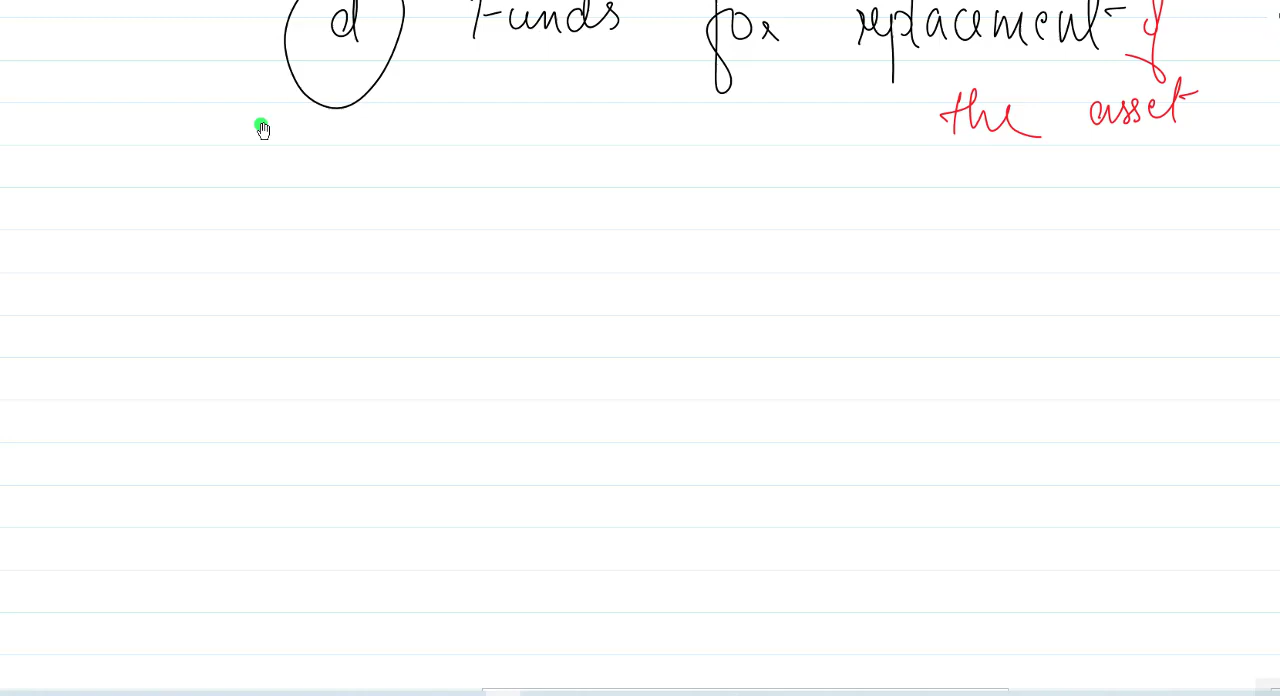 d Funds for replacement of
the asset